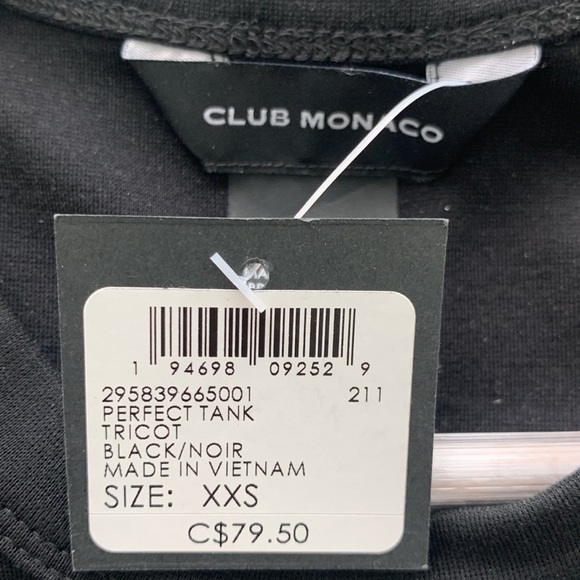 CLUB MONACO
1 94698 09252 9
295839665001 211
PERFECT TANK
TRICOT
BLACK/NOIR
MADE IN VIETNAM
SIZE: XXS
C$79.50